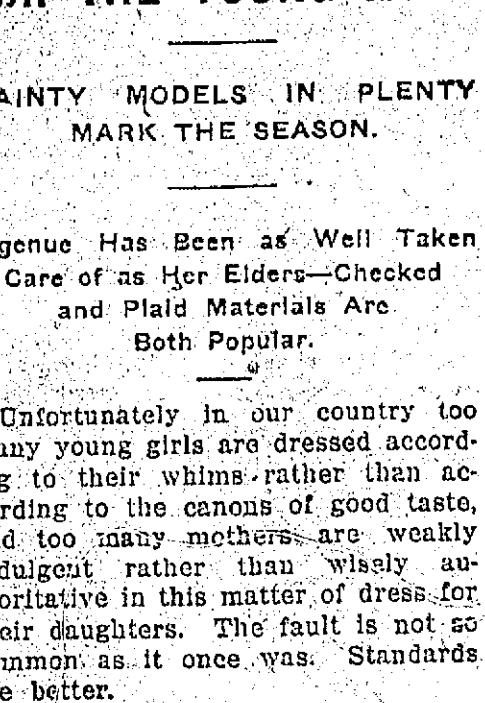 THE
AINTY MODELS IN PLENTY
MARK THE SEASON.
genue Has Been as Well Taken
Care of as Her Elders—Checked
and Plaid Materials Are
Both Popular.
Unfortunately in our country too
any young girls are dressed accord-
g to their whims rather than ac-
rding to the canons of good taste,
d too many mothers are weakly
dulgent rather than wisely au-
oritative in this matter of dress for
eir daughters. The fault is not so
mmon as it once was. Standards
e better.